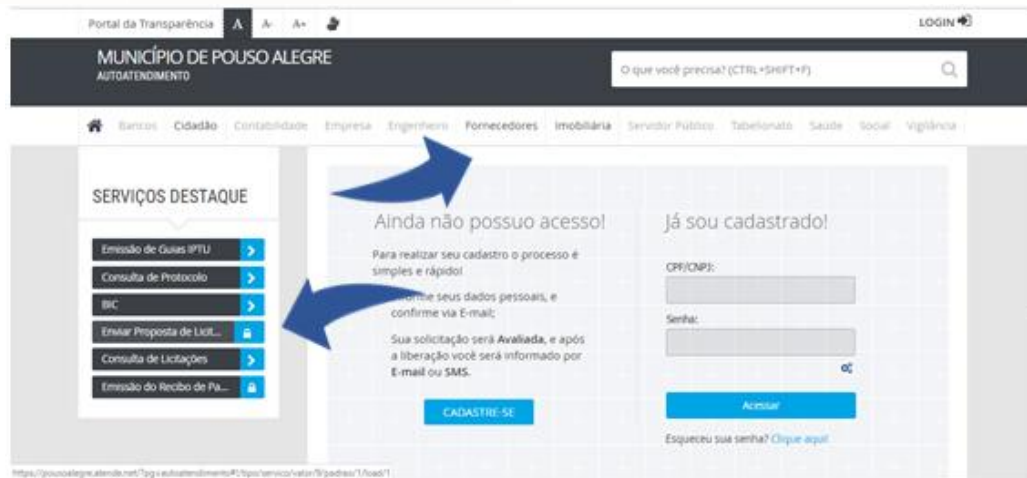 Portal da Transparência A A- A+ LOGIN
MUNICÍPIO DE POUSO ALEGRE
AUTOATENDIMENTO
O que você precisa? (CTRL+SHIFT+F)
Bancos Cidadão Contabilidade Empresa Engenheiro Fornecedores Imobiliária Servidor Público Tabelionato Saúde Social Vigilância
SERVIÇOS DESTAQUE
Emissão de Guias IPTU
Consulta de Protocolo
BIC
Enviar Proposta de Licit...
Consulta de Licitações
Emissão do Recibo de Pa...
Ainda não possuo acesso!
Para realizar seu cadastro o processo é
simples e rápido!
seus dados pessoais, e
confirme via E-mail;
Sua solicitação será Avaliada, e após
a liberação você será informado por
E-mail ou SMS.
CADASTRE-SE
Já sou cadastrado!
CPF/CNPJ:
Senha:
Acessar
Esqueceu sua senha? Clique aqui!